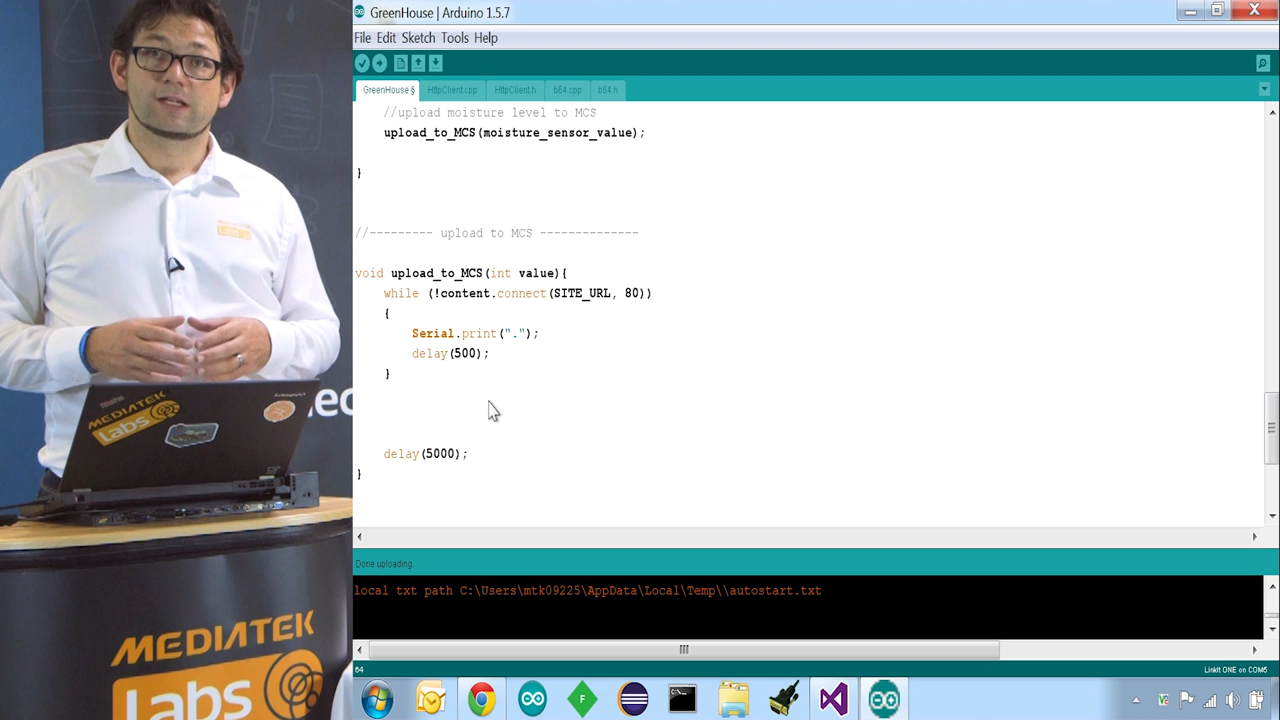 GreenHouse | Arduino 1.5.7
File Edit Sketch Tools Help
GreenHouse § HttpClient.cpp HttpClient.h b64.cpp b64.h
//upload moisture level to MCS
upload_to_MCS(moisture_sensor_value);
}
//--------- upload to MCS --------------
void upload_to_MCS(int value){
while (!content.connect(SITE_URL, 80))
{
Serial.print(".");
delay(500);
}
delay(5000);
}
Done uploading.
local txt path C:\Users\mtk09225\AppData\Local\Temp\\autostart.txt
64
LinkIt ONE on COM6
labs
ThinkPad
MEDIATEK
labs
MEDIATEK
labs